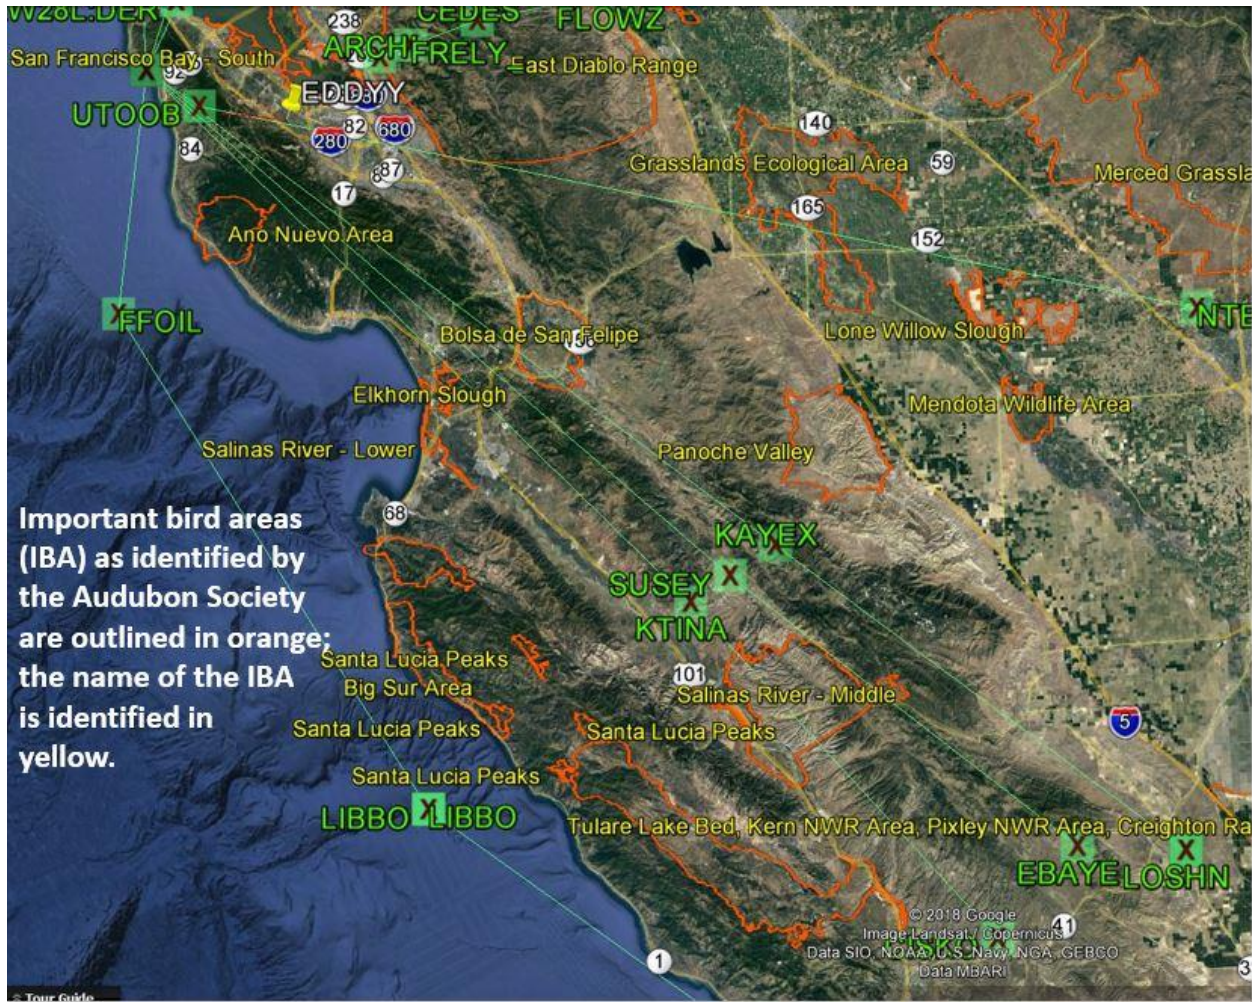 W28L.DER
238
CEDES
FLOWZ
ARCHI
FRELY
San Francisco Bay - South
East Diablo Range
92
EDDYY
UTOOB
82
280
680
140
84
87
Grasslands Ecological Area
59
Merced Grassla
17
165
Ano Nuevo Area
152
FFOIL
NTE
Bolsa de San Felipe
Lone Willow Slough
Elkhorn Slough
Mendota Wildlife Area
Salinas River - Lower
Panoche Valley
68
Important bird areas
(IBA) as identified by
the Audubon Society
are outlined in orange;
the name of the IBA
is identified in
yellow.
KAYEX
SUSEY
KTINA
Santa Lucia Peaks
101
Big Sur Area
Salinas River - Middle
Santa Lucia Peaks
Santa Lucia Peaks
5
Santa Lucia Peaks
LIBBO
LIBBO
Tulare Lake Bed, Kern NWR Area, Pixley NWR Area, Creighton Ra
EBAYE
LOSHN
© 2018 Google
41
Image Landsat / Copernicus
Data SIO, NOAA, U.S. Navy, NGA, GEBCO
Data MBARI
1
3
Tour Guide